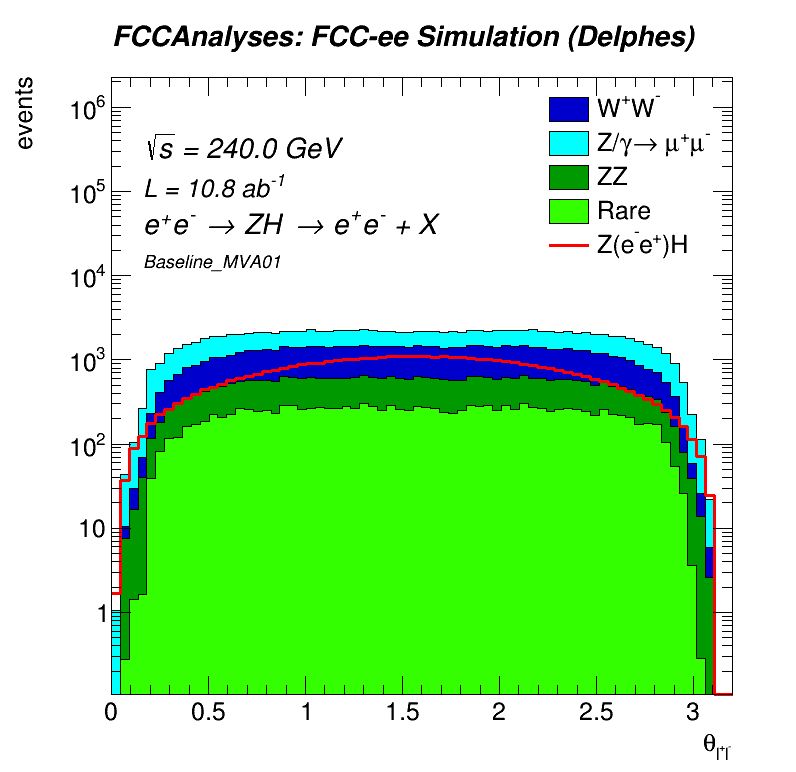 FCCAnalyses: FCC-ee Simulation (Delphes)
events
10⁶
10⁵
10⁴
10³
10²
10
1
√s = 240.0 GeV
L = 10.8 ab⁻¹
e⁺e⁻ → ZH → e⁺e⁻ + X
Baseline_MVA01
W⁺W⁻
Z/γ→ μ⁺μ⁻
ZZ
Rare
Z(e⁻e⁺)H
0 0.5 1 1.5 2 2.5 3
θ_{l⁺l⁻}